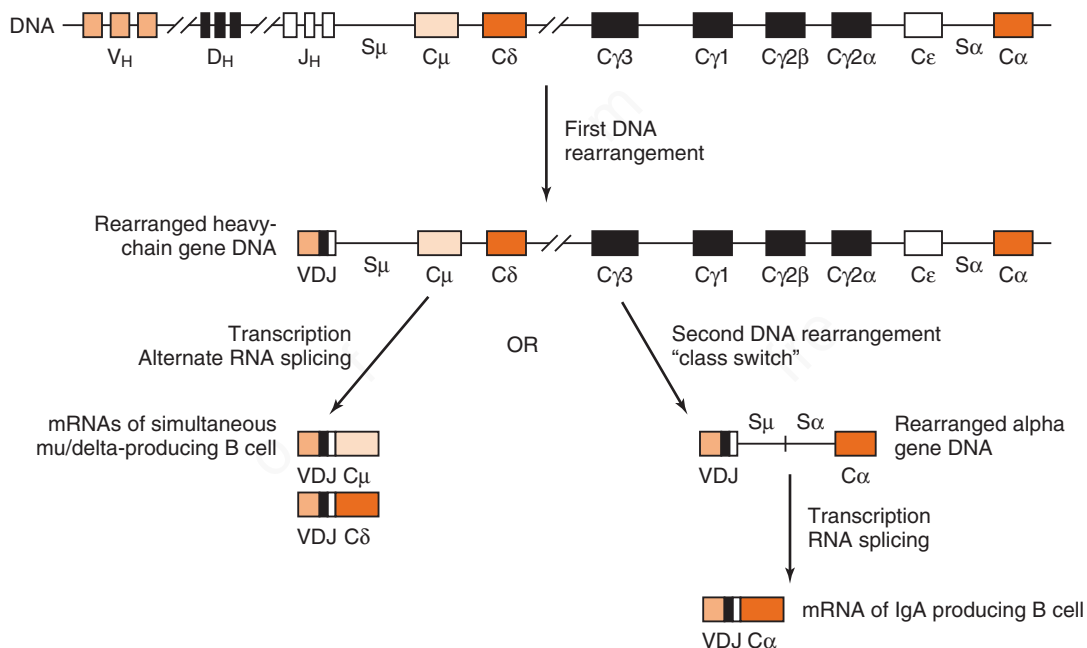 DNA
V_H D_H J_H Sμ Cμ Cδ Cγ3 Cγ1 Cγ2β Cγ2α Cε Sα Cα
First DNA
rearrangement
Rearranged heavy-
chain gene DNA
VDJ Sμ Cμ Cδ Cγ3 Cγ1 Cγ2β Cγ2α Cε Sα Cα
Transcription
Alternate RNA splicing
OR
Second DNA rearrangement
“class switch”
mRNAs of simultaneous
mu/delta-producing B cell
VDJ Cμ
VDJ Cδ
Sμ Sα
VDJ Cα
Rearranged alpha
gene DNA
Transcription
RNA splicing
mRNA of IgA producing B cell
VDJ Cα